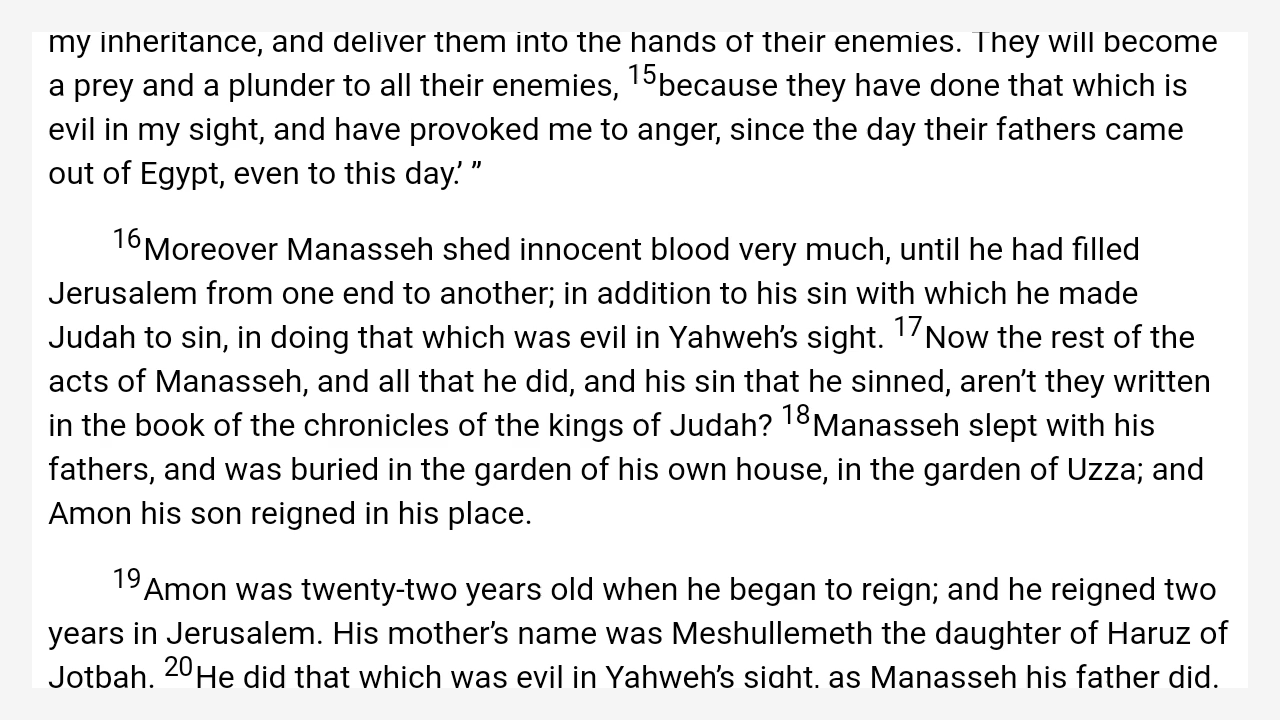 my inheritance, and deliver them into the hands of their enemies. They will become
a prey and a plunder to all their enemies, 15because they have done that which is
evil in my sight, and have provoked me to anger, since the day their fathers came
out of Egypt, even to this day.’ ”
16Moreover Manasseh shed innocent blood very much, until he had filled
Jerusalem from one end to another; in addition to his sin with which he made
Judah to sin, in doing that which was evil in Yahweh’s sight. 17Now the rest of the
acts of Manasseh, and all that he did, and his sin that he sinned, aren’t they written
in the book of the chronicles of the kings of Judah? 18Manasseh slept with his
fathers, and was buried in the garden of his own house, in the garden of Uzza; and
Amon his son reigned in his place.
19Amon was twenty-two years old when he began to reign; and he reigned two
years in Jerusalem. His mother’s name was Meshullemeth the daughter of Haruz of
Jotbah. 20He did that which was evil in Yahweh’s sight, as Manasseh his father did.